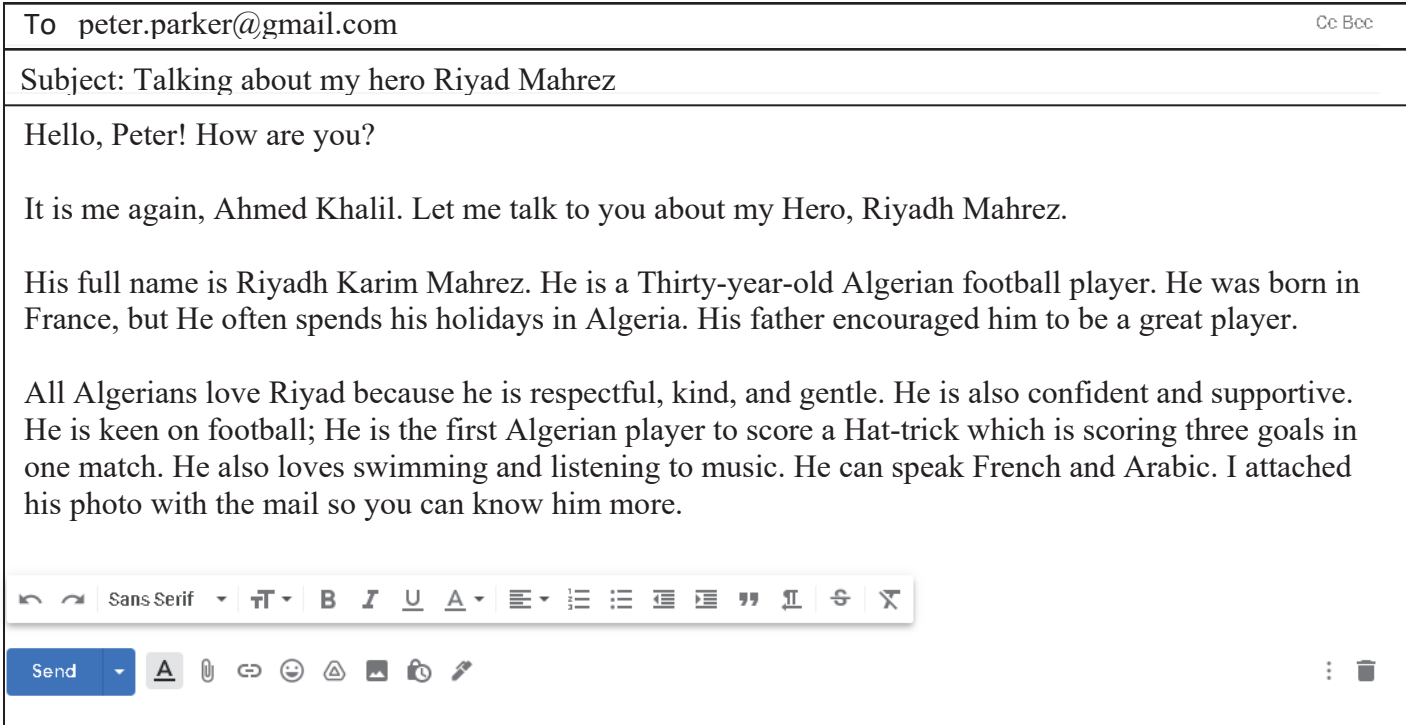 To peter.parker@gmail.com
Cc Bcc
Subject: Talking about my hero Riyad Mahrez
Hello, Peter! How are you?
It is me again, Ahmed Khalil. Let me talk to you about my Hero, Riyadh Mahrez.
His full name is Riyadh Karim Mahrez. He is a Thirty-year-old Algerian football player. He was born in
France, but He often spends his holidays in Algeria. His father encouraged him to be a great player.
All Algerians love Riyad because he is respectful, kind, and gentle. He is also confident and supportive.
He is keen on football; He is the first Algerian player to score a Hat-trick which is scoring three goals in
one match. He also loves swimming and listening to music. He can speak French and Arabic. I attached
his photo with the mail so you can know him more.
Sans Serif B I U A
Send A